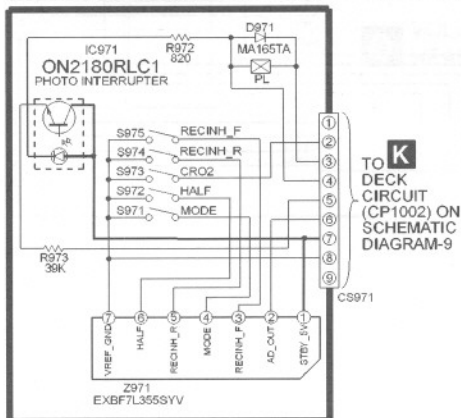 D971
MA165TA
IC971
ON2180RLC1
PHOTO INTERRUPTER
R972
820
PL
S975 RECINH_F
S974 RECINH_R
S973 CRO2
S972 HALF
S971 MODE
R973
39K
1
2
3
4
5
6
7
8
9
TO K
DECK
CIRCUIT
(CP1002) ON
SCHEMATIC
DIAGRAM-9
CS971
7 6 5 4 3 2 1
VREF_GND
HALF
RECINH_R
MODE
RECINH_F
AD_OUT
STBY_5V
Z971
EXBF7L355SYV